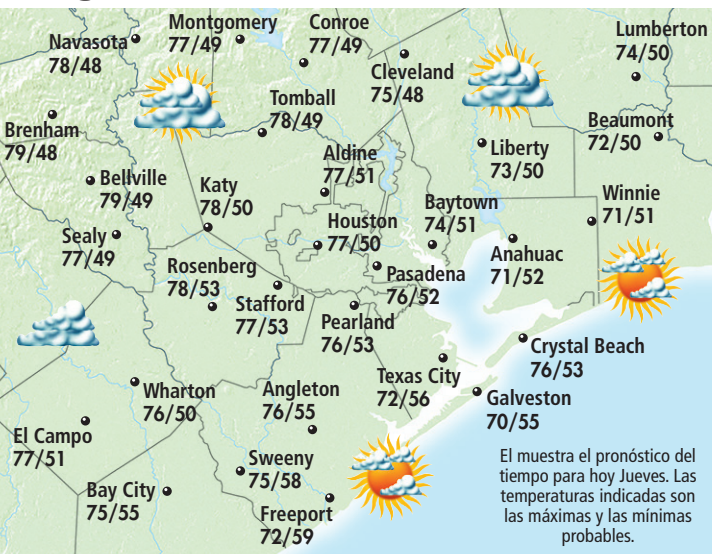 Montgomery
77/49
Conroe
77/49
Lumberton
74/50
Navasota
78/48
Cleveland
75/48
Tomball
78/49
Beaumont
72/50
Brenham
79/48
Liberty
73/50
Aldine
77/51
Bellville
79/49
Katy
78/50
Winnie
71/51
Baytown
74/51
Houston
77/50
Sealy
77/49
Anahuac
71/52
Rosenberg
78/53
Pasadena
76/52
Stafford
77/53
Pearland
76/53
Crystal Beach
76/53
Texas City
72/56
Wharton
76/50
Angleton
76/55
Galveston
70/55
El Campo
77/51
Sweeny
75/58
Bay City
75/55
Freeport
72/59
El muestra el pronóstico del
tiempo para hoy Jueves. Las
temperaturas indicadas son
las máximas y las mínimas
probables.